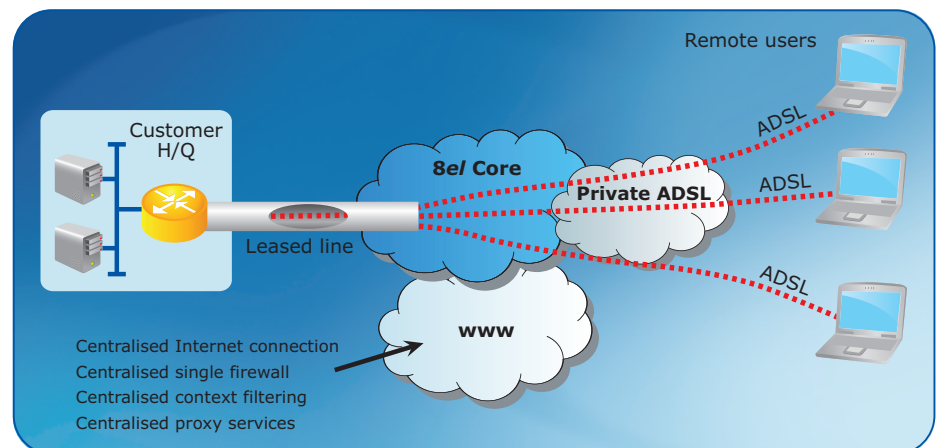 Remote users
Customer
H/Q
8el Core
Private ADSL
ADSL
ADSL
ADSL
Leased line
www
Centralised Internet connection
Centralised single firewall
Centralised context filtering
Centralised proxy services